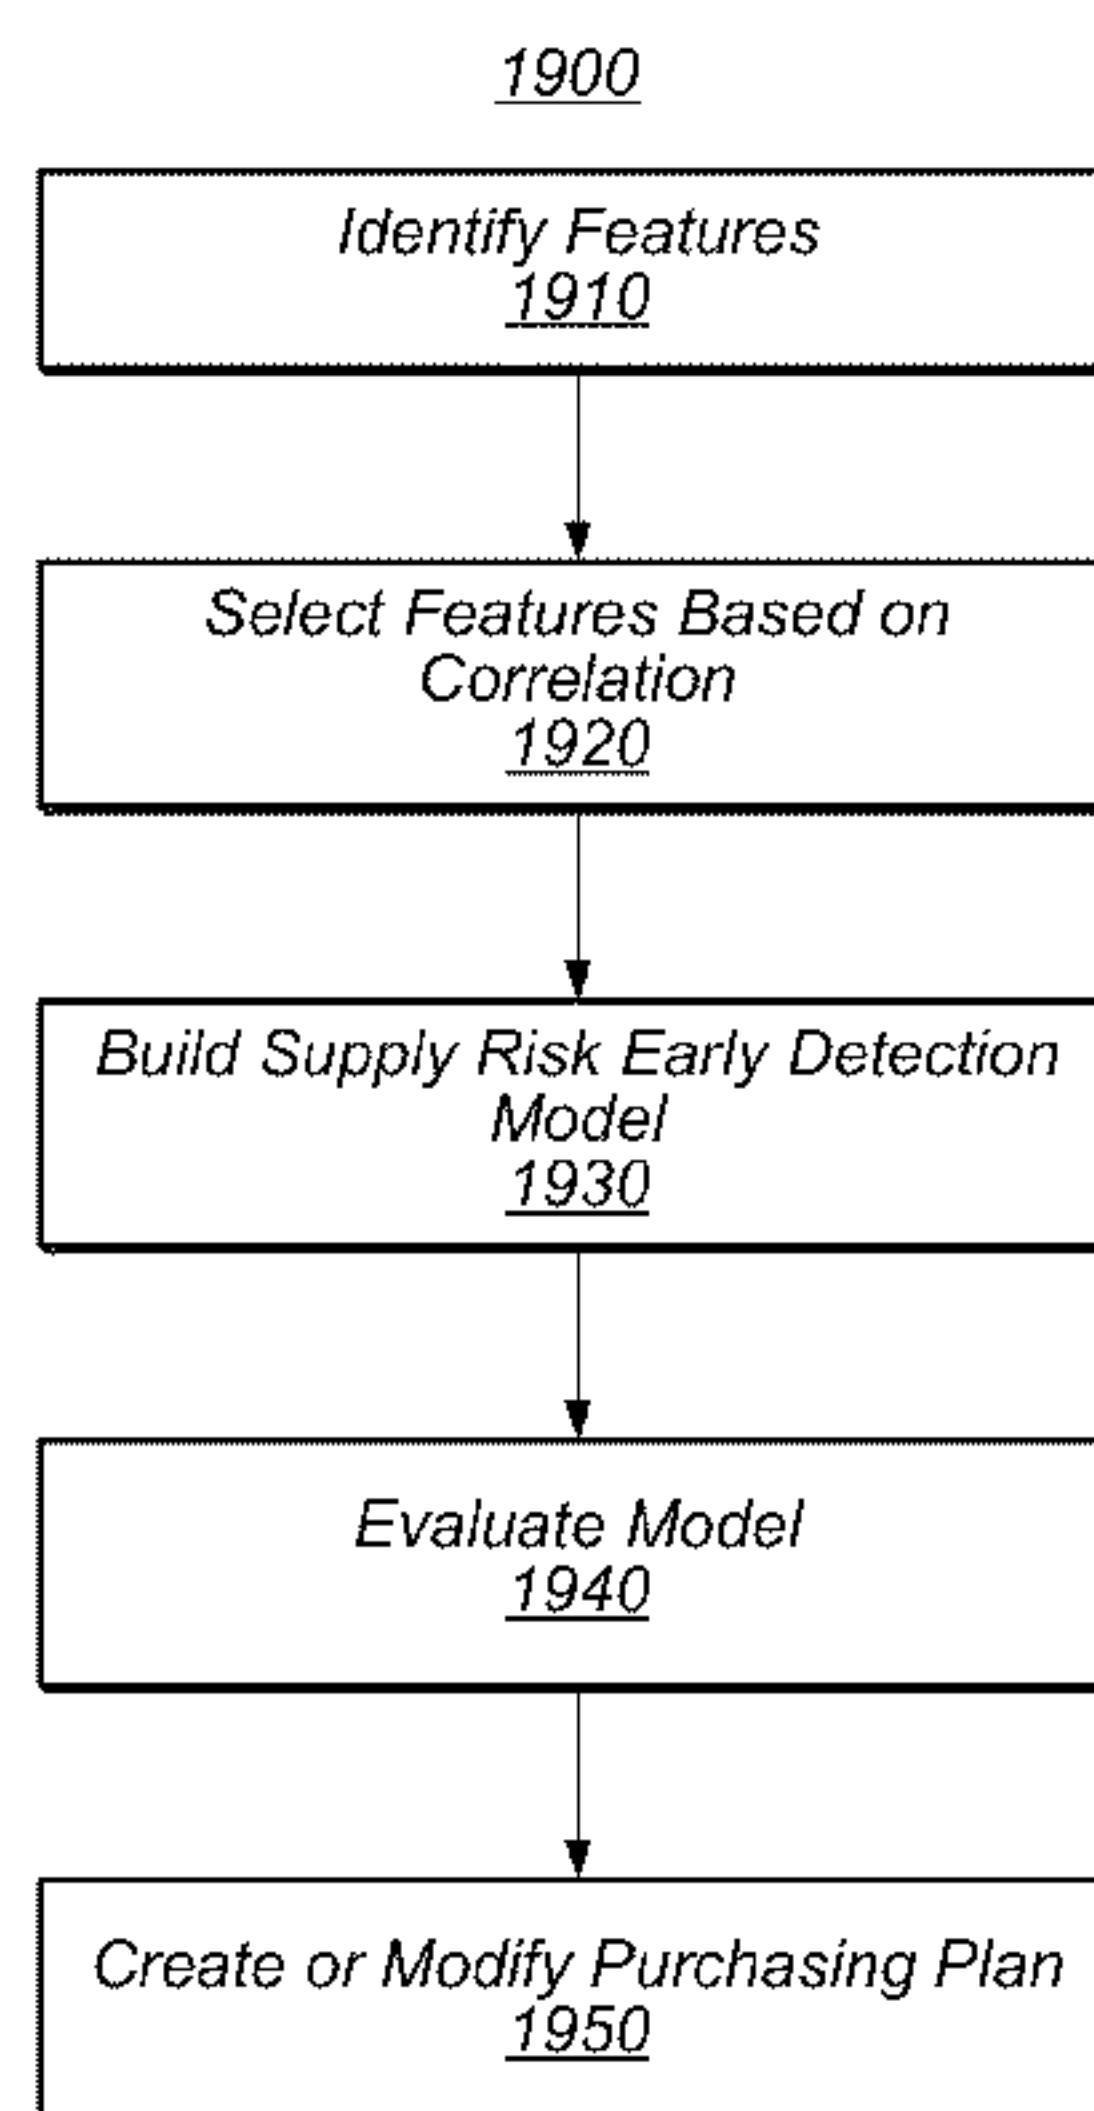 1900
Identify Features
1910
Select Features Based on
Correlation
1920
Build Supply Risk Early Detection
Model
1930
Evaluate Model
1940
Create or Modify Purchasing Plan
1950